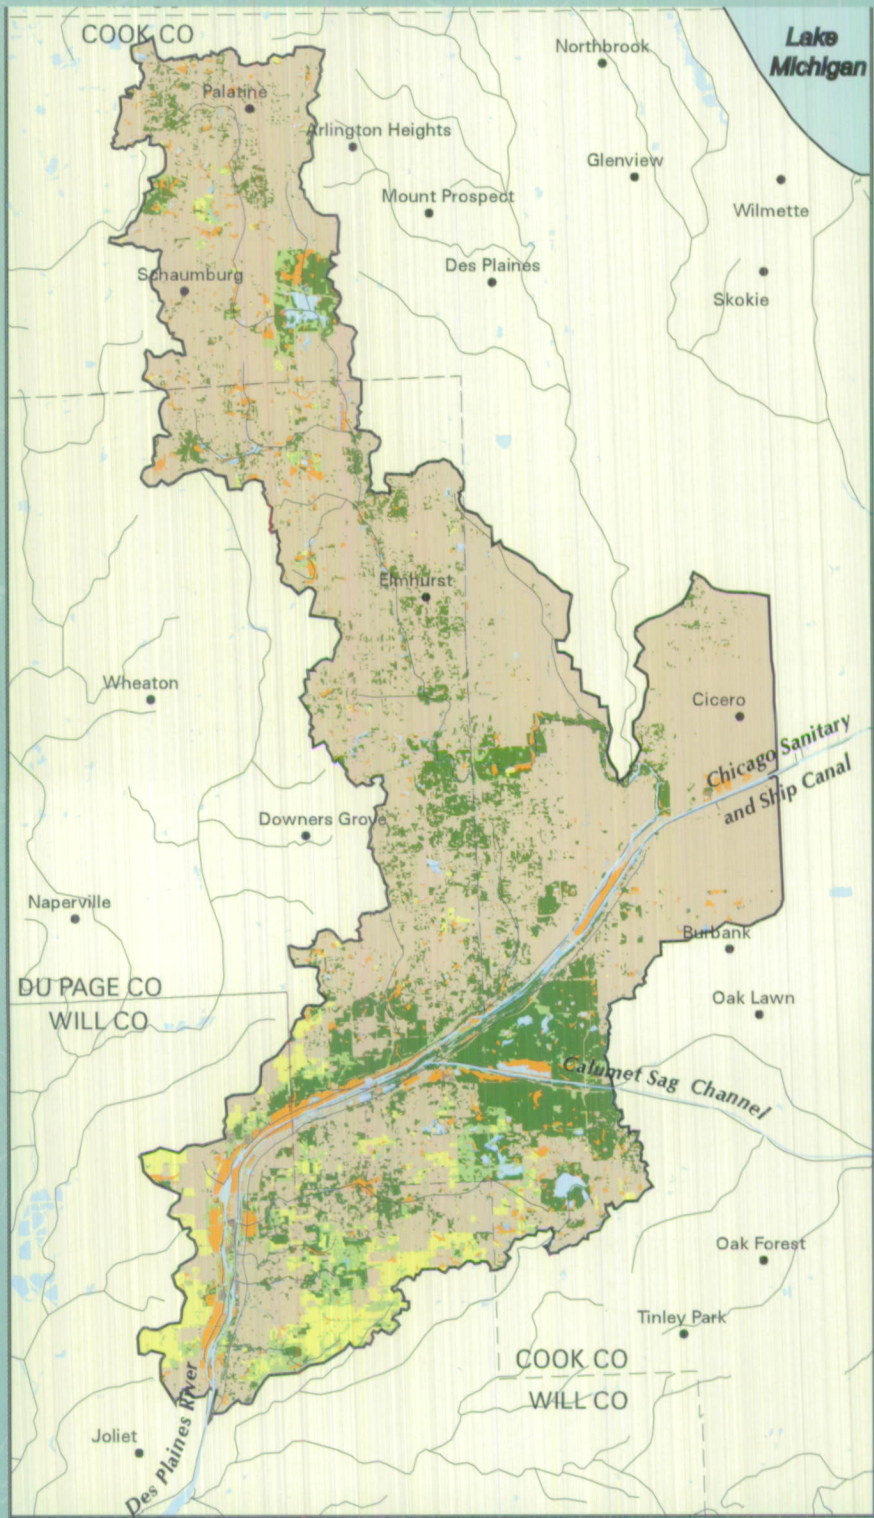 COOK CO
Northbrook
Lake
Michigan
Palatine
Arlington Heights
Glenview
Mount Prospect
Wilmette
Des Plaines
Schaumburg
Skokie
Elmhurst
Wheaton
Cicero
Chicago Sanitary
and Ship Canal
Downers Grove
Naperville
Burbank
DU PAGE CO
WILL CO
Oak Lawn
Calumet Sag Channel
Oak Forest
Tinley Park
COOK CO
WILL CO
Joliet
Des Plaines River